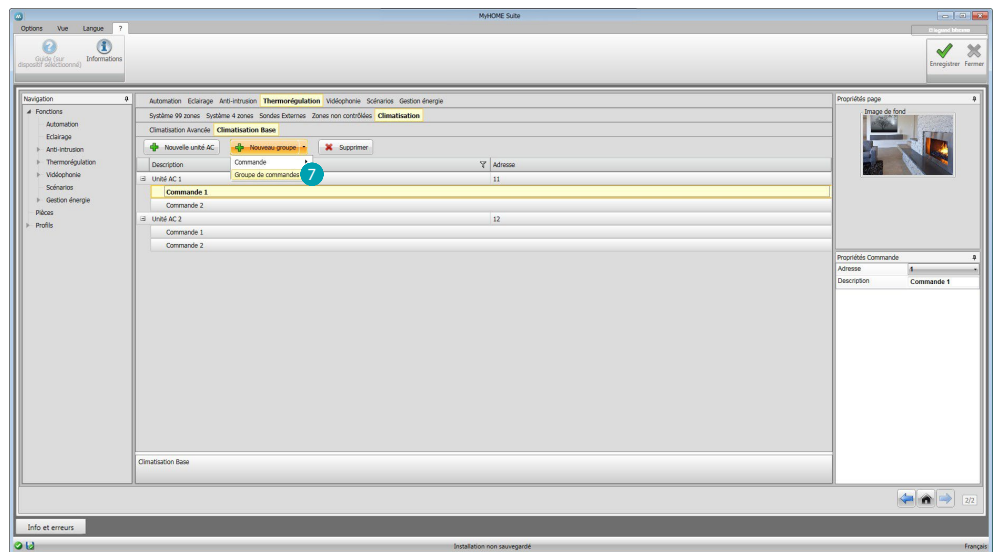 MyHOME Suite
Options Vue Langue ?
Guide (sur dispositif sélectionné)
Informations
Enregistrer Fermer
Navigation
Fonctions
Automation
Eclairage
Anti-intrusion
Thermorégulation
Vidéophonie
Scénarios
Gestion énergie
Pièces
Profils
Automation Eclairage Anti-intrusion Thermorégulation Vidéophonie Scénarios Gestion énergie
Système 99 zones Système 4 zones Sondes Externes Zones non contrôlées Climatisation
Climatisation Avancée Climatisation Base
Nouvelle unité AC Nouveau groupe Supprimer
Commande
Groupe de commandes 7
Description Adresse
Unité AC 1 11
Commande 1
Commande 2
Unité AC 2 12
Commande 1
Commande 2
Climatisation Base
Propriétés page
Image de fond
Propriétés Commande
Adresse 1
Description Commande 1
2/2
Info et erreurs
Installation non sauvegardé
Français